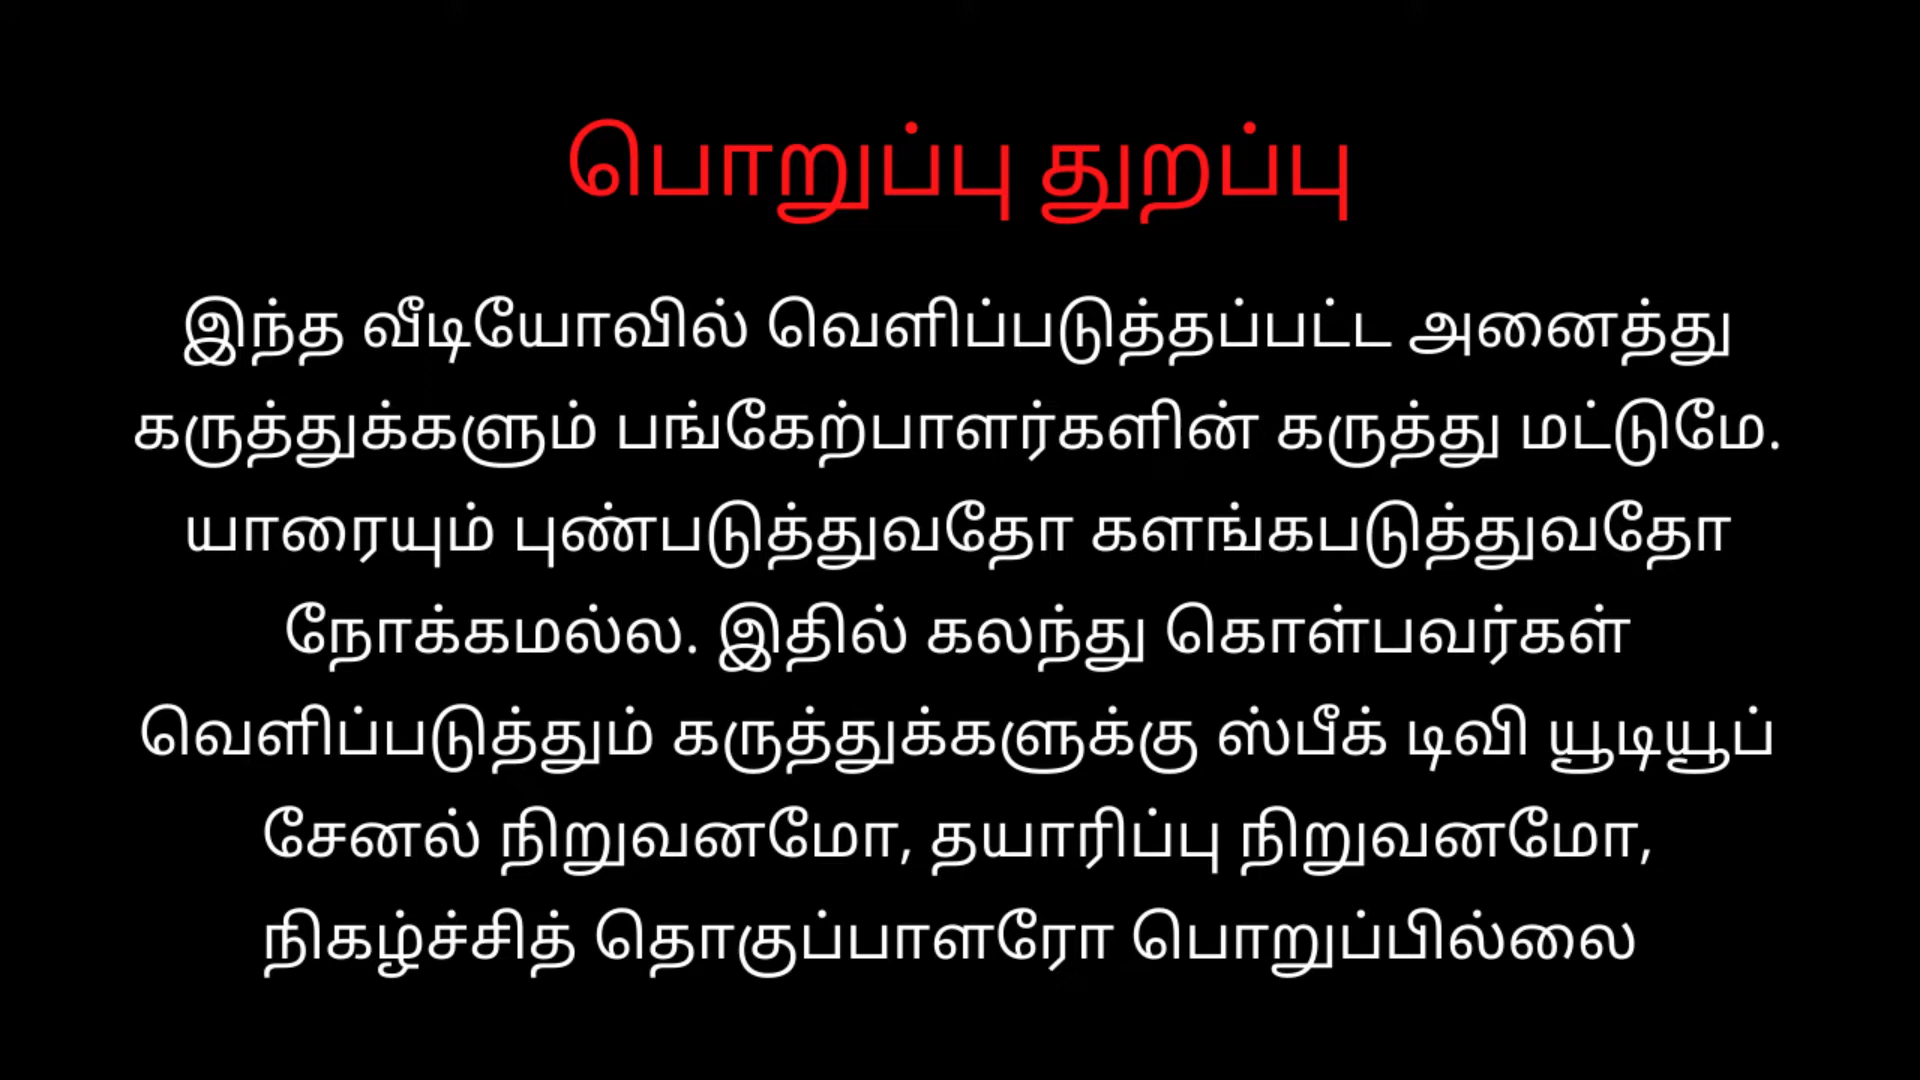 பொறுப்பு துறப்பு
இந்த வீடியோவில் வெளிப்படுத்தப்பட்ட அனைத்து
கருத்துக்களும் பங்கேற்பாளர்களின் கருத்து மட்டுமே.
யாரையும் புண்படுத்துவதோ களங்கபடுத்துவதோ
நோக்கமல்ல. இதில் கலந்து கொள்பவர்கள்
வெளிப்படுத்தும் கருத்துக்களுக்கு ஸ்பீக் டிவி யூடியூப்
சேனல் நிறுவனமோ, தயாரிப்பு நிறுவனமோ,
நிகழ்ச்சித் தொகுப்பாளரோ பொறுப்பில்லை